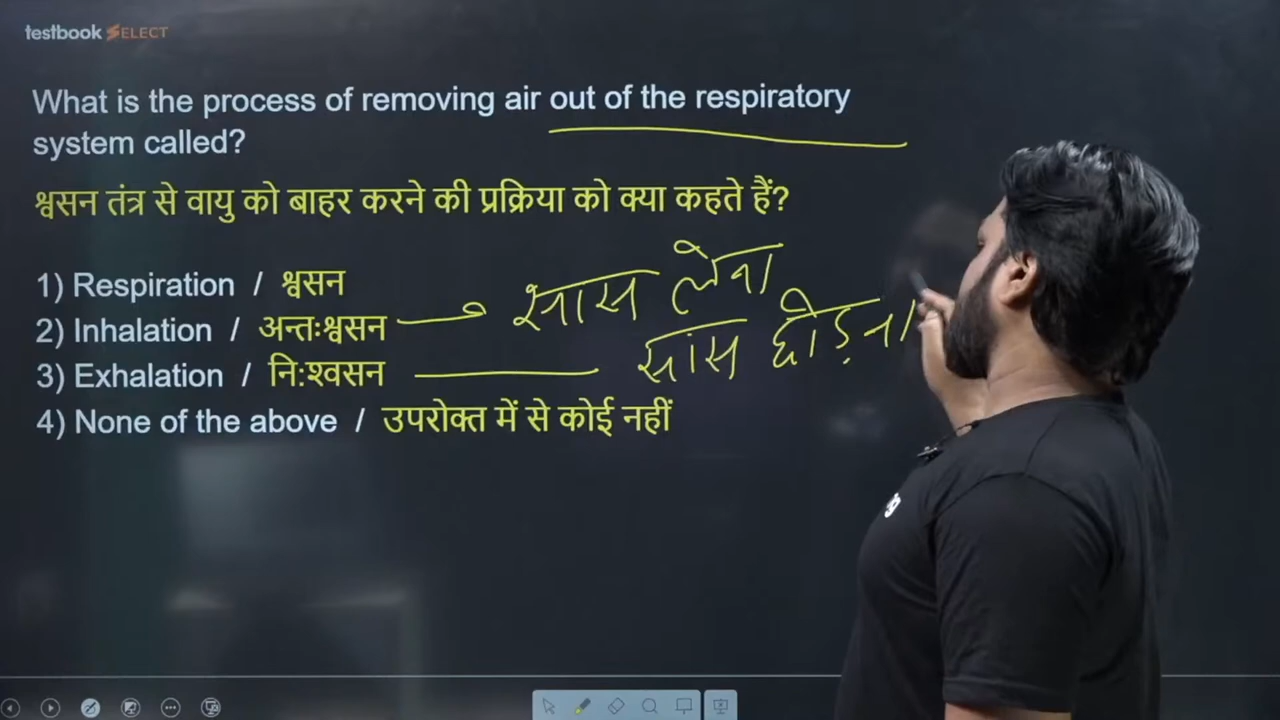 testbook SELECT
What is the process of removing air out of the respiratory
system called?
श्वसन तंत्र से वायु को बाहर करने की प्रक्रिया को क्या कहते हैं?
1) Respiration / श्वसन
2) Inhalation / अन्तःश्वसन
सास लेना
3) Exhalation / नि:श्वसन
सांस छोड़ना
4) None of the above / उपरोक्त में से कोई नहीं